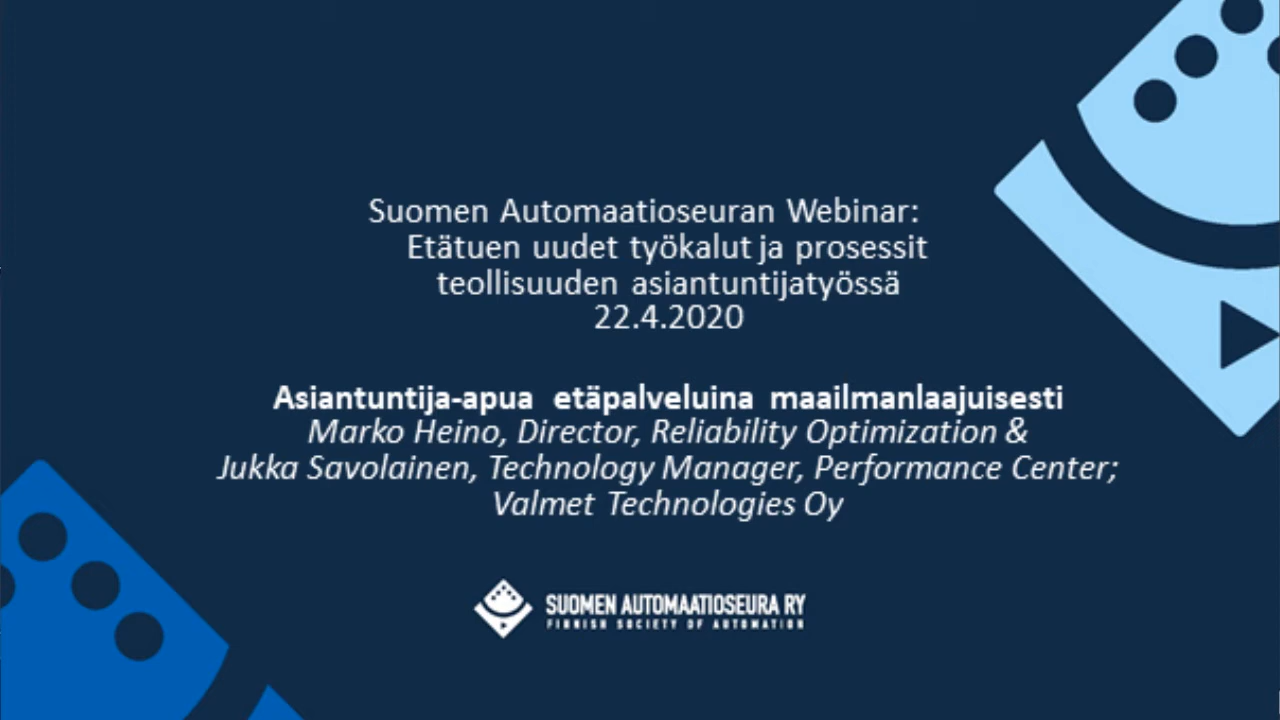 Suomen Automaatioseuran Webinar:
Etätuen uudet työkalut ja prosessit
teollisuuden asiantuntijatyössä
22.4.2020
Asiantuntija-apua etäpalveluina maailmanlaajuisesti
Marko Heino, Director, Reliability Optimization &
Jukka Savolainen, Technology Manager, Performance Center;
Valmet Technologies Oy
SUOMEN AUTOMAATIOSEURA RY
FINNISH SOCIETY OF AUTOMATION